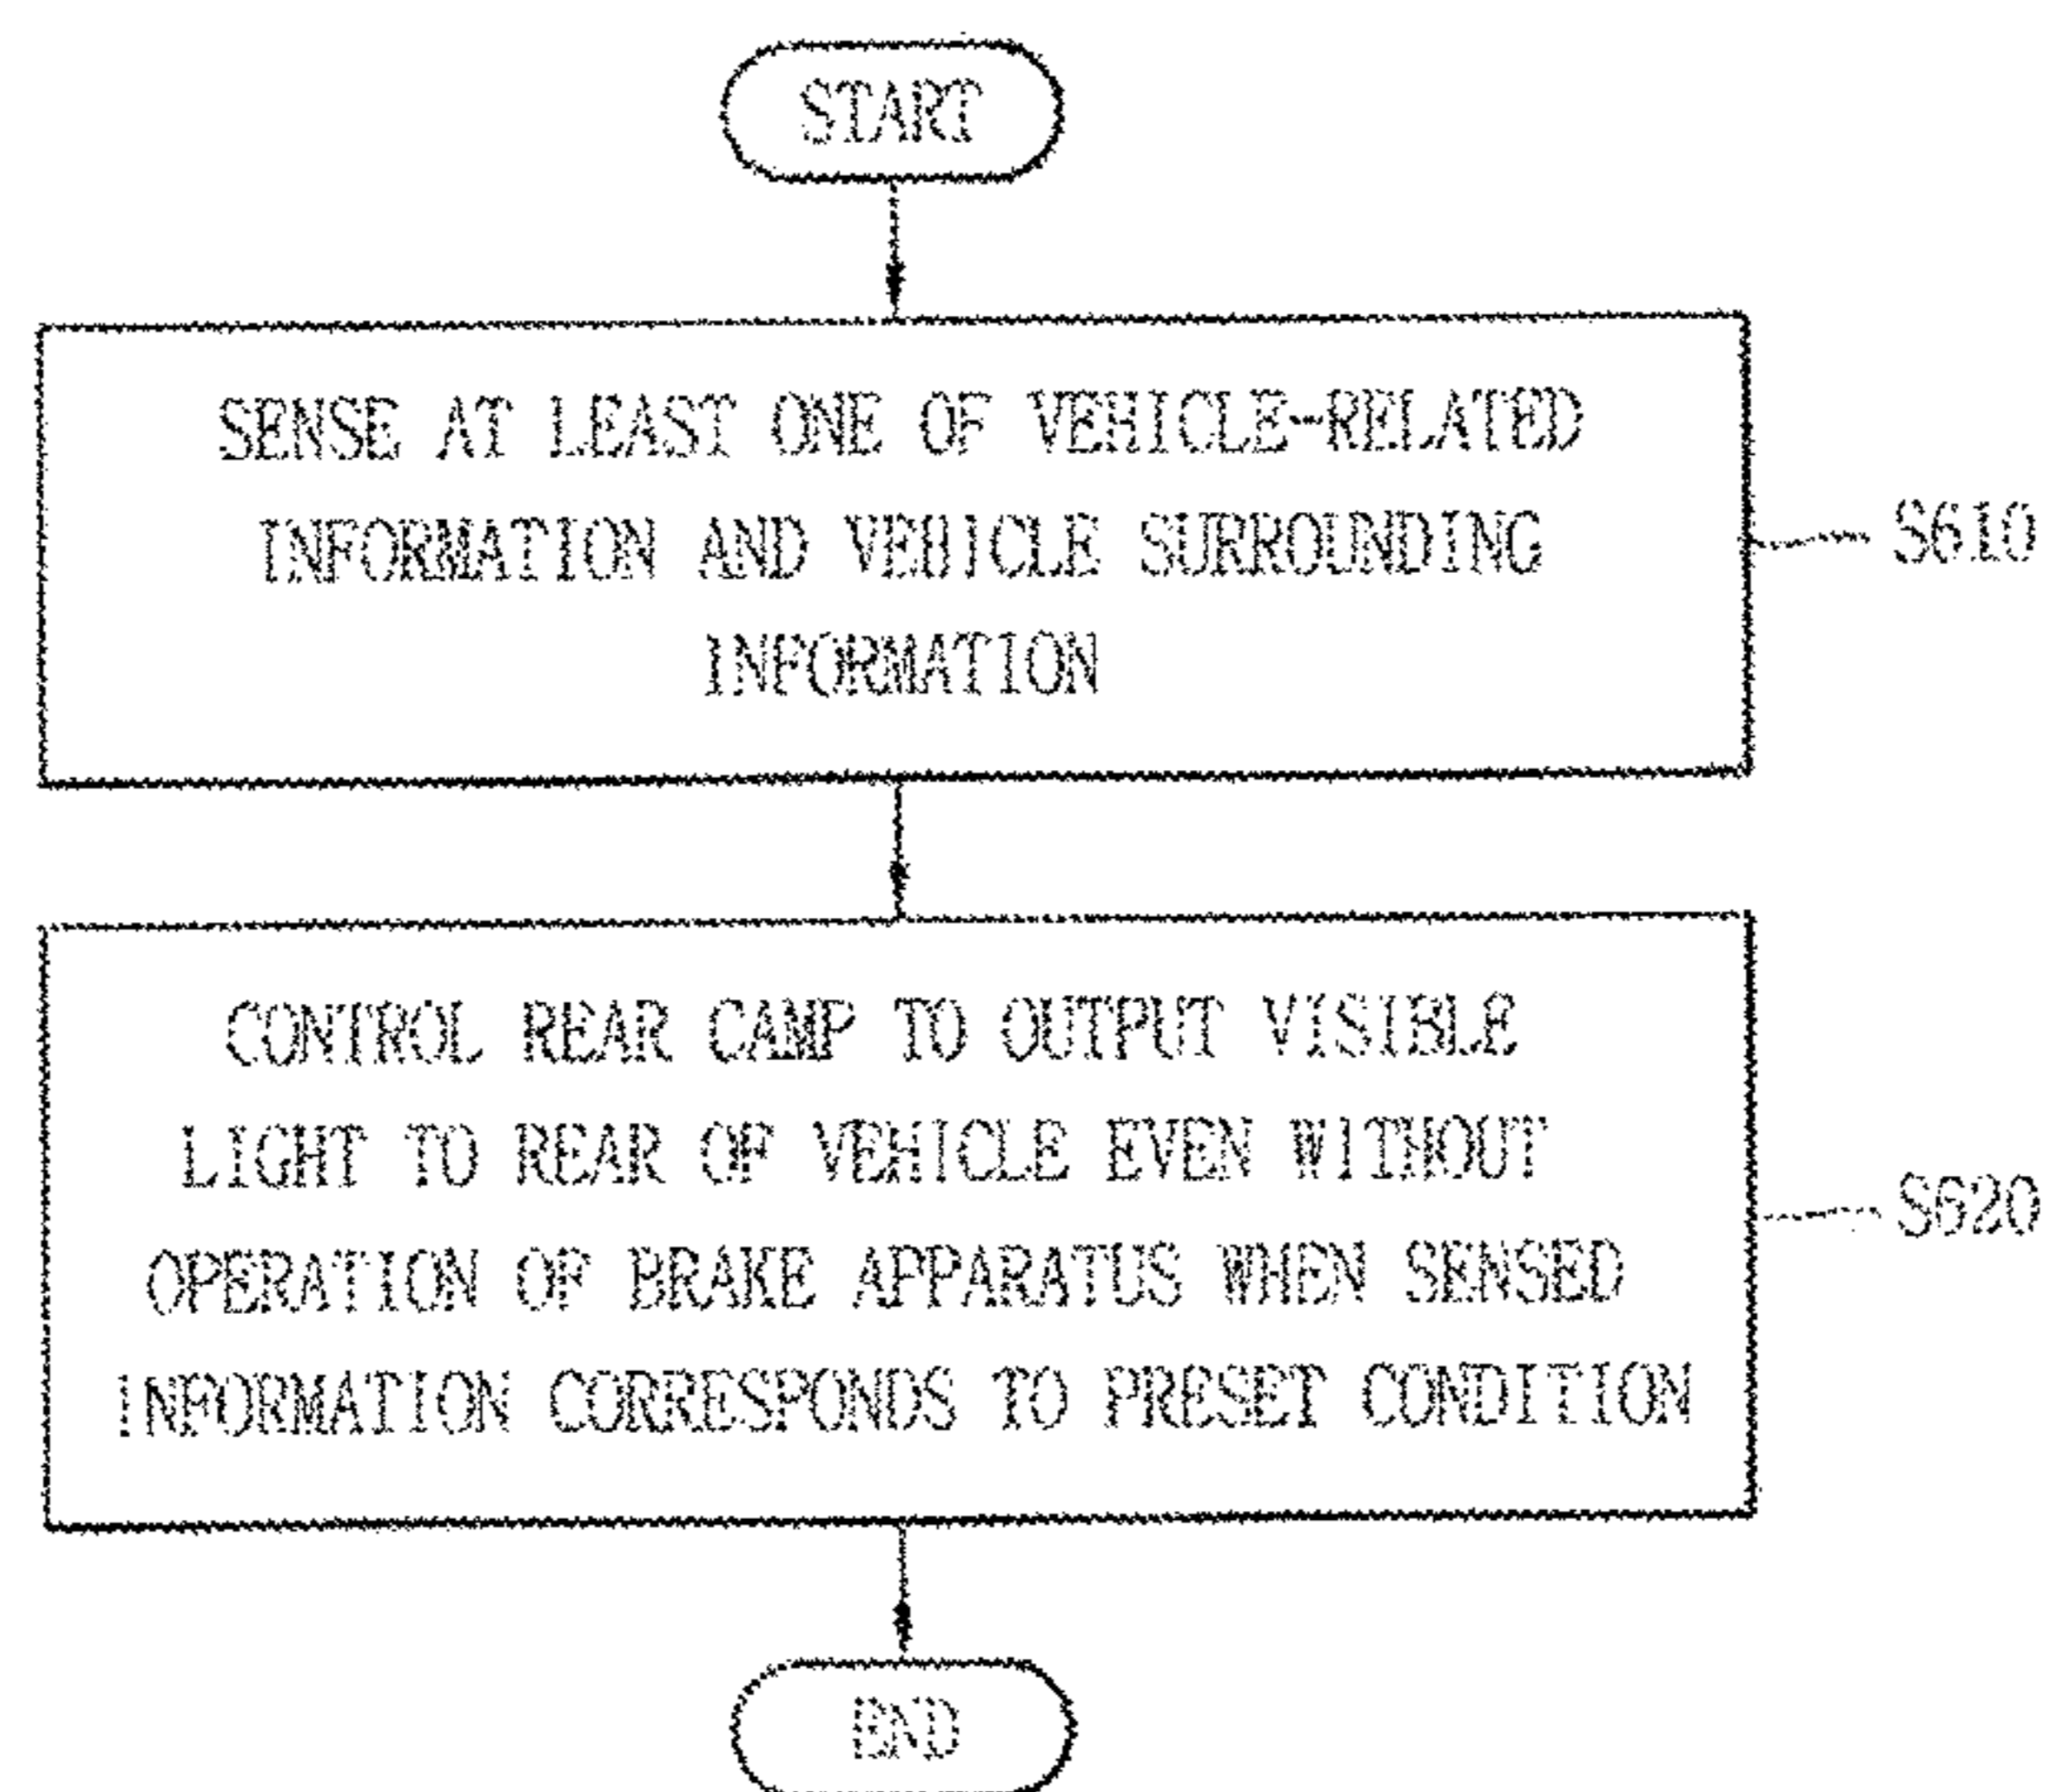 START
SENSE AT LEAST ONE OF VEHICLE-RELATED
INFORMATION AND VEHICLE SURROUNDING
INFORMATION
S610
CONTROL REAR CAMP TO OUTPUT VISIBLE
LIGHT TO REAR OF VEHICLE EVEN WITHOUT
OPERATION OF BRAKE APPARATUS WHEN SENSED
INFORMATION CORRESPONDS TO PRESET CONDITION
S620
END